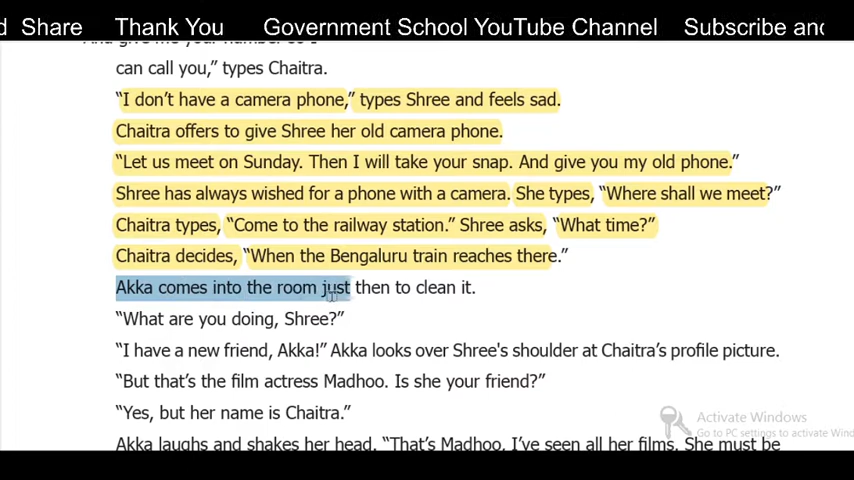 d Share Thank You Government School YouTube Channel Subscribe and
And give me your number so I
can call you,” types Chaitra.
“I don’t have a camera phone,” types Shree and feels sad.
Chaitra offers to give Shree her old camera phone.
“Let us meet on Sunday. Then I will take your snap. And give you my old phone.”
Shree has always wished for a phone with a camera. She types, “Where shall we meet?”
Chaitra types, “Come to the railway station.” Shree asks, “What time?”
Chaitra decides, “When the Bengaluru train reaches there.”
Akka comes into the room just then to clean it.
“What are you doing, Shree?”
“I have a new friend, Akka!” Akka looks over Shree's shoulder at Chaitra’s profile picture.
“But that’s the film actress Madhoo. Is she your friend?”
“Yes, but her name is Chaitra.”
Activate Windows
Go to PC settings to activate Wind
Akka laughs and shakes her head. “That’s Madhoo. I’ve seen all her films. She must be